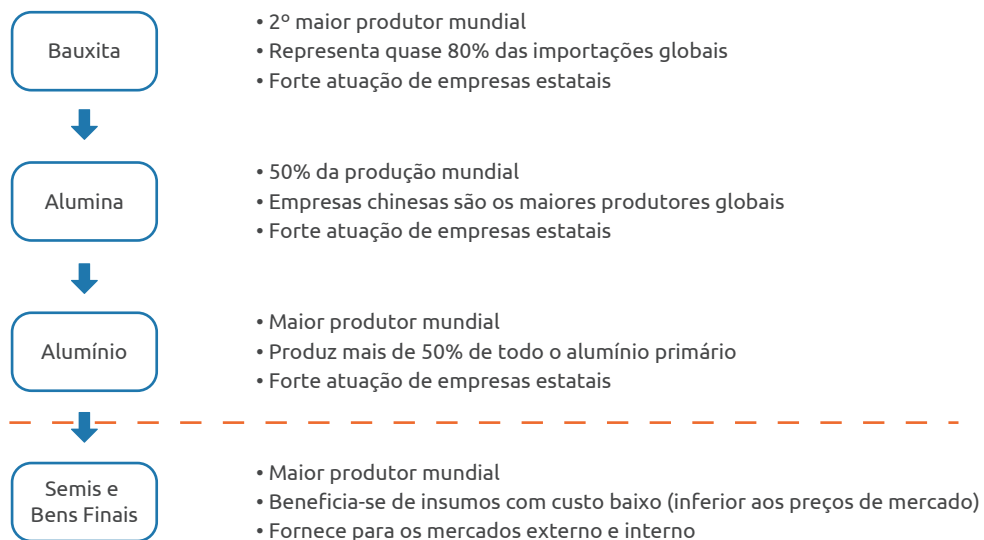 Bauxita
• 2º maior produtor mundial
• Representa quase 80% das importações globais
• Forte atuação de empresas estatais
Alumina
• 50% da produção mundial
• Empresas chinesas são os maiores produtores globais
• Forte atuação de empresas estatais
Alumínio
• Maior produtor mundial
• Produz mais de 50% de todo o alumínio primário
• Forte atuação de empresas estatais
Semis e
Bens Finais
• Maior produtor mundial
• Beneficia-se de insumos com custo baixo (inferior aos preços de mercado)
• Fornece para os mercados externo e interno